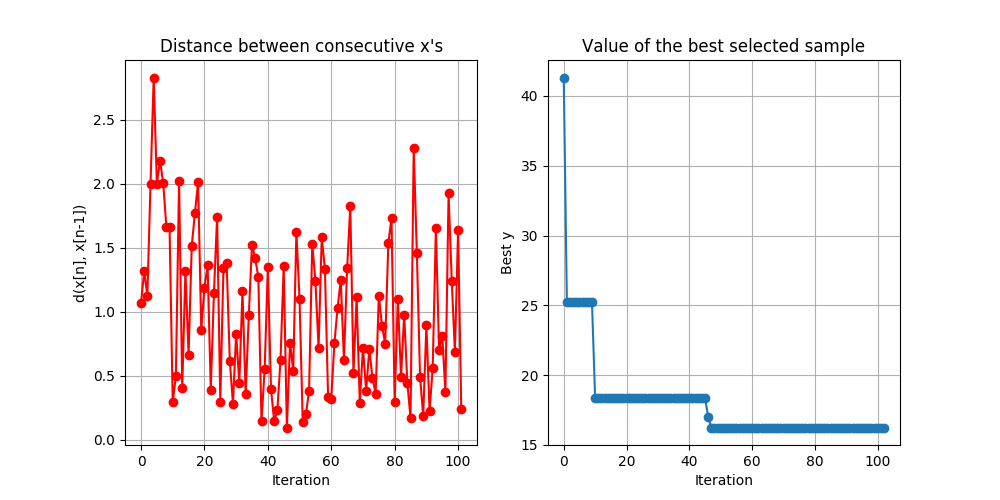 Distance between consecutive x's
d(x[n], x[n-1])
2.5
2.0
1.5
1.0
0.5
0.0
0 20 40 60 80 100
Iteration
Value of the best selected sample
Best y
40
35
30
25
20
15
0 20 40 60 80 100
Iteration